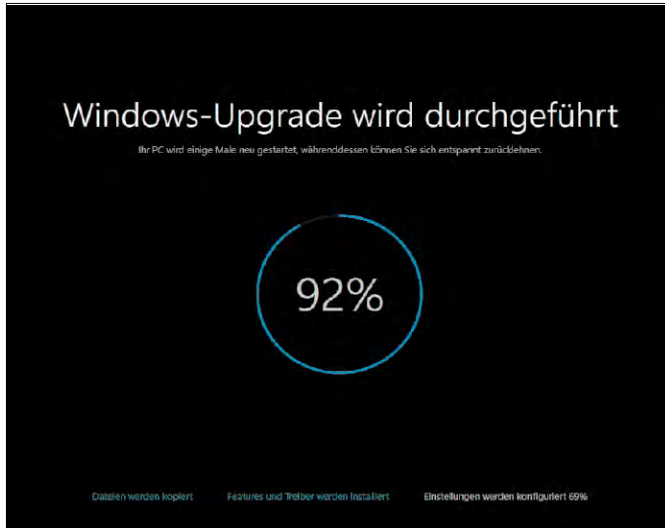 Windows-Upgrade wird durchgeführt
Ihr PC wird einige Male neu gestartet, währenddessen können Sie sich entspannt zurücklehnen.
92%
Dateien werden kopiert Features und Treiber werden installiert Einstellungen werden konfiguriert 69%